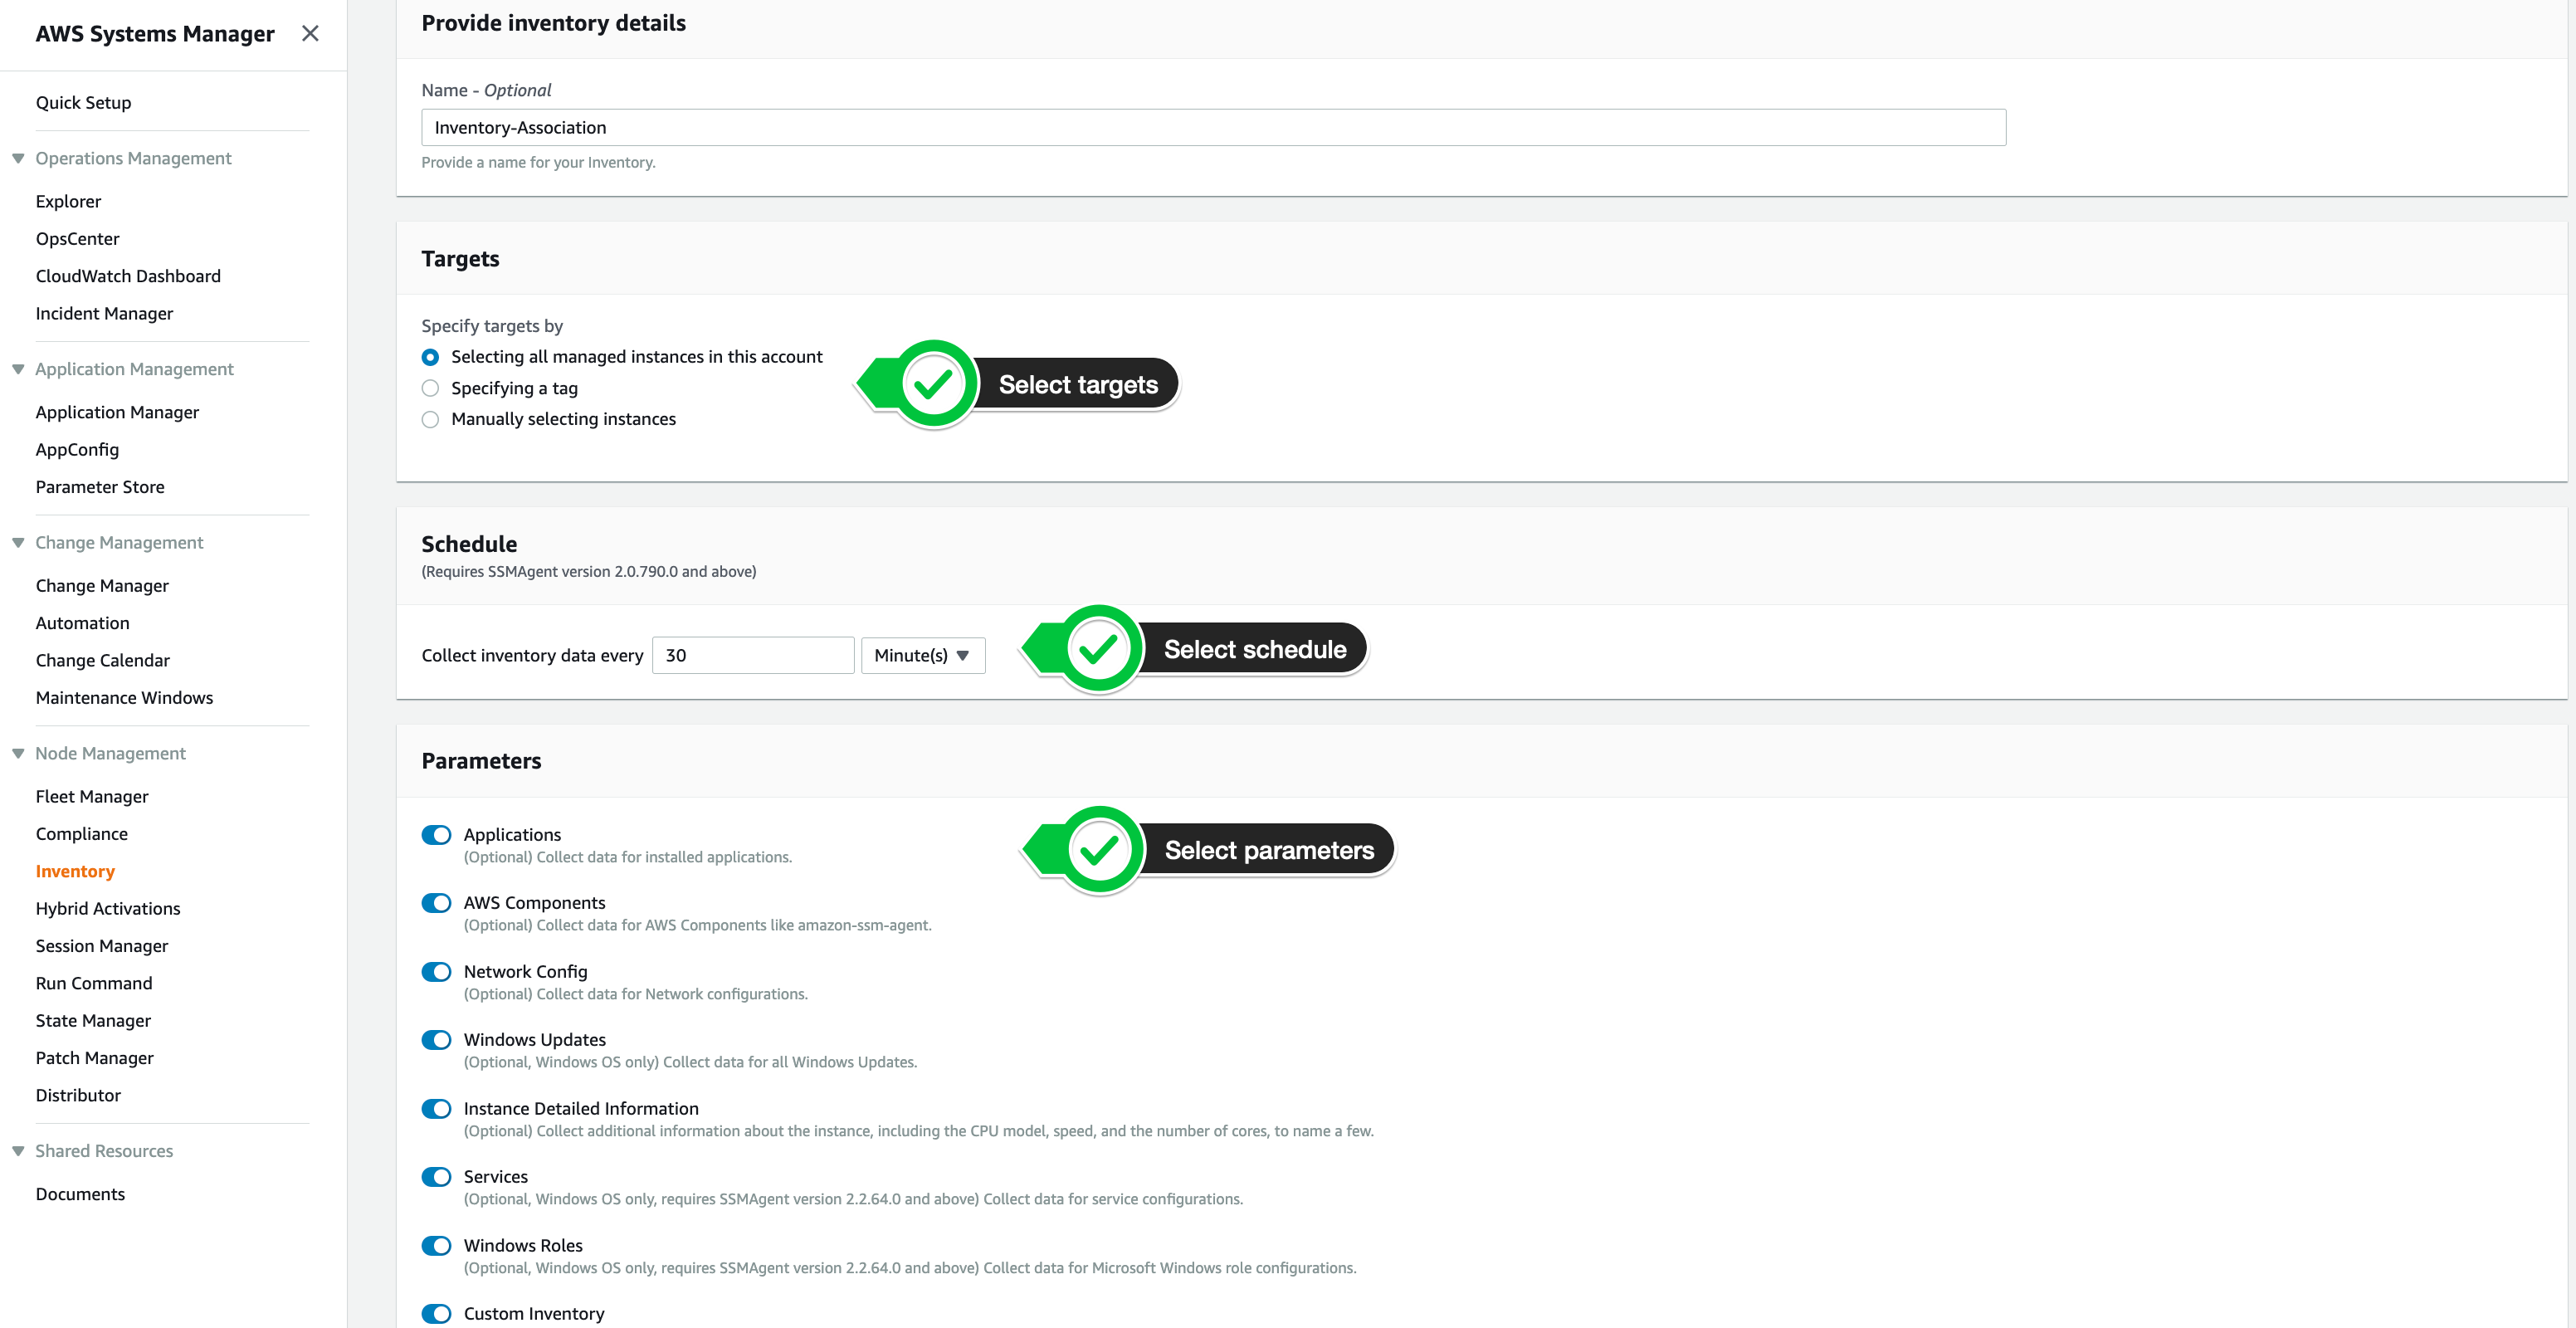 AWS Systems Manager
Quick Setup
Operations Management
Explorer
OpsCenter
CloudWatch Dashboard
Incident Manager
Application Management
Application Manager
AppConfig
Parameter Store
Change Management
Change Manager
Automation
Change Calendar
Maintenance Windows
Node Management
Fleet Manager
Compliance
Inventory
Hybrid Activations
Session Manager
Run Command
State Manager
Patch Manager
Distributor
Shared Resources
Documents
Provide inventory details
Name - Optional
Inventory-Association
Provide a name for your Inventory.
Targets
Specify targets by
Selecting all managed instances in this account
Specifying a tag
Manually selecting instances
Select targets
Schedule
(Requires SSMAgent version 2.0.790.0 and above)
Collect inventory data every 30 Minute(s)
Select schedule
Parameters
Applications
(Optional) Collect data for installed applications.
Select parameters
AWS Components
(Optional) Collect data for AWS Components like amazon-ssm-agent.
Network Config
(Optional) Collect data for Network configurations.
Windows Updates
(Optional, Windows OS only) Collect data for all Windows Updates.
Instance Detailed Information
(Optional) Collect additional information about the instance, including the CPU model, speed, and the number of cores, to name a few.
Services
(Optional, Windows OS only, requires SSMAgent version 2.2.64.0 and above) Collect data for service configurations.
Windows Roles
(Optional, Windows OS only, requires SSMAgent version 2.2.64.0 and above) Collect data for Microsoft Windows role configurations.
Custom Inventory